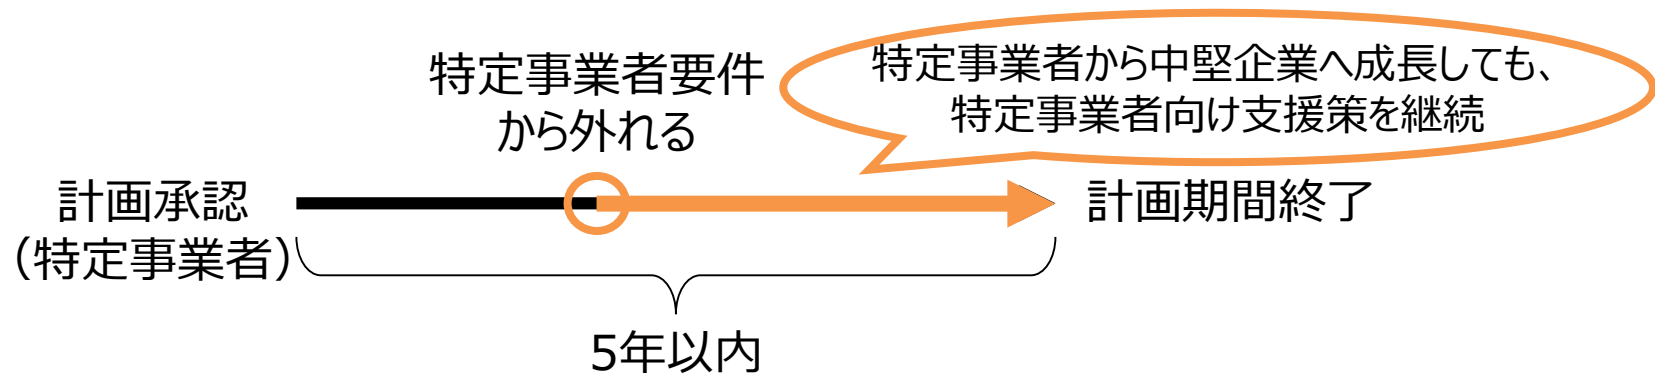 特定事業者要件
から外れる
特定事業者から中堅企業へ成長しても、
特定事業者向け支援策を継続
計画承認
（特定事業者）
計画期間終了
5年以内